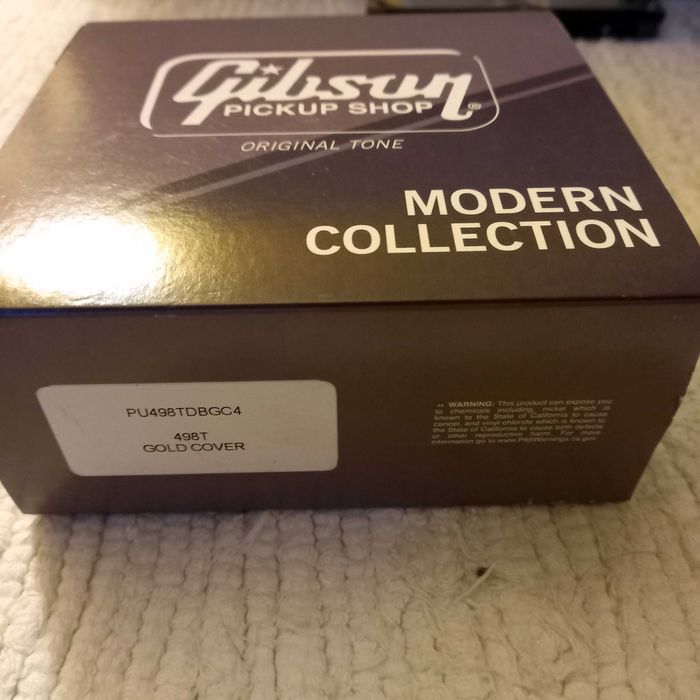 Gibson
PICKUP SHOP®
ORIGINAL TONE
MODERN
COLLECTION
PU498TDBGC4
498T
GOLD COVER
⚠ WARNING: This product can expose you
to chemicals including, nickel which is
known to the State of California to cause
cancer, and vinyl chloride which is known to
the State of California to cause birth defects
or other reproductive harm. For more
information go to www.P65Warnings.ca.gov